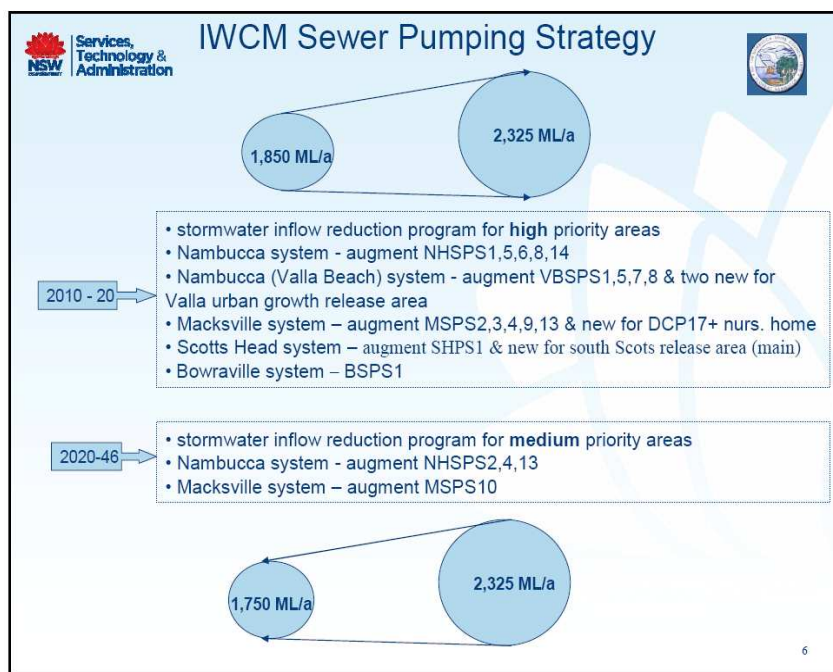 IWCM Sewer Pumping Strategy
NSW
Services,
Technology &
Administration
1,850 ML/a
2,325 ML/a
2010 - 20
• stormwater inflow reduction program for high priority areas
• Nambucca system - augment NHSPS1,5,6,8,14
• Nambucca (Valla Beach) system - augment VBSPS1,5,7,8 & two new for
Valla urban growth release area
• Macksville system – augment MSPS2,3,4,9,13 & new for DCP17+ nurs. home
• Scotts Head system – augment SHPS1 & new for south Scots release area (main)
• Bowraville system – BSPS1
2020-46
• stormwater inflow reduction program for medium priority areas
• Nambucca system - augment NHSPS2,4,13
• Macksville system – augment MSPS10
1,750 ML/a
2,325 ML/a
6